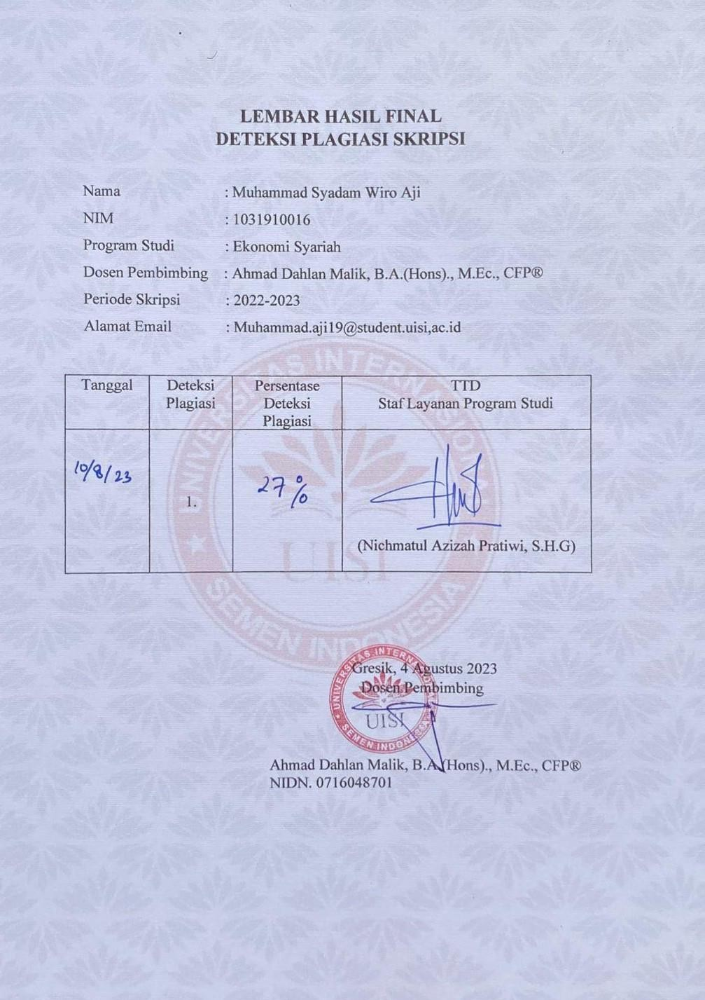 LEMBAR HASIL FINAL
DETEKSI PLAGIASI SKRIPSI
Nama : Muhammad Syadam Wiro Aji
NIM : 1031910016
Program Studi : Ekonomi Syariah
Dosen Pembimbing : Ahmad Dahlan Malik, B.A.(Hons)., M.Ec., CFP®
Periode Skripsi : 2022-2023
Alamat Email : Muhammad.aji19@student.uisi,ac.id
Tanggal Deteksi Plagiasi Persentase Deteksi Plagiasi TTD Staf Layanan Program Studi
10/8/23 1. 27 %
(Nichmatul Azizah Pratiwi, S.H.G)
UNIVERSITAS INTERNASIONAL
UISI
SEMEN INDONESIA
Gresik, 4 Agustus 2023
Dosen Pembimbing
UNIVERSITAS INTERNASIONAL
UISI
SEMEN INDONESIA
Ahmad Dahlan Malik, B.A.(Hons)., M.Ec., CFP®
NIDN. 0716048701